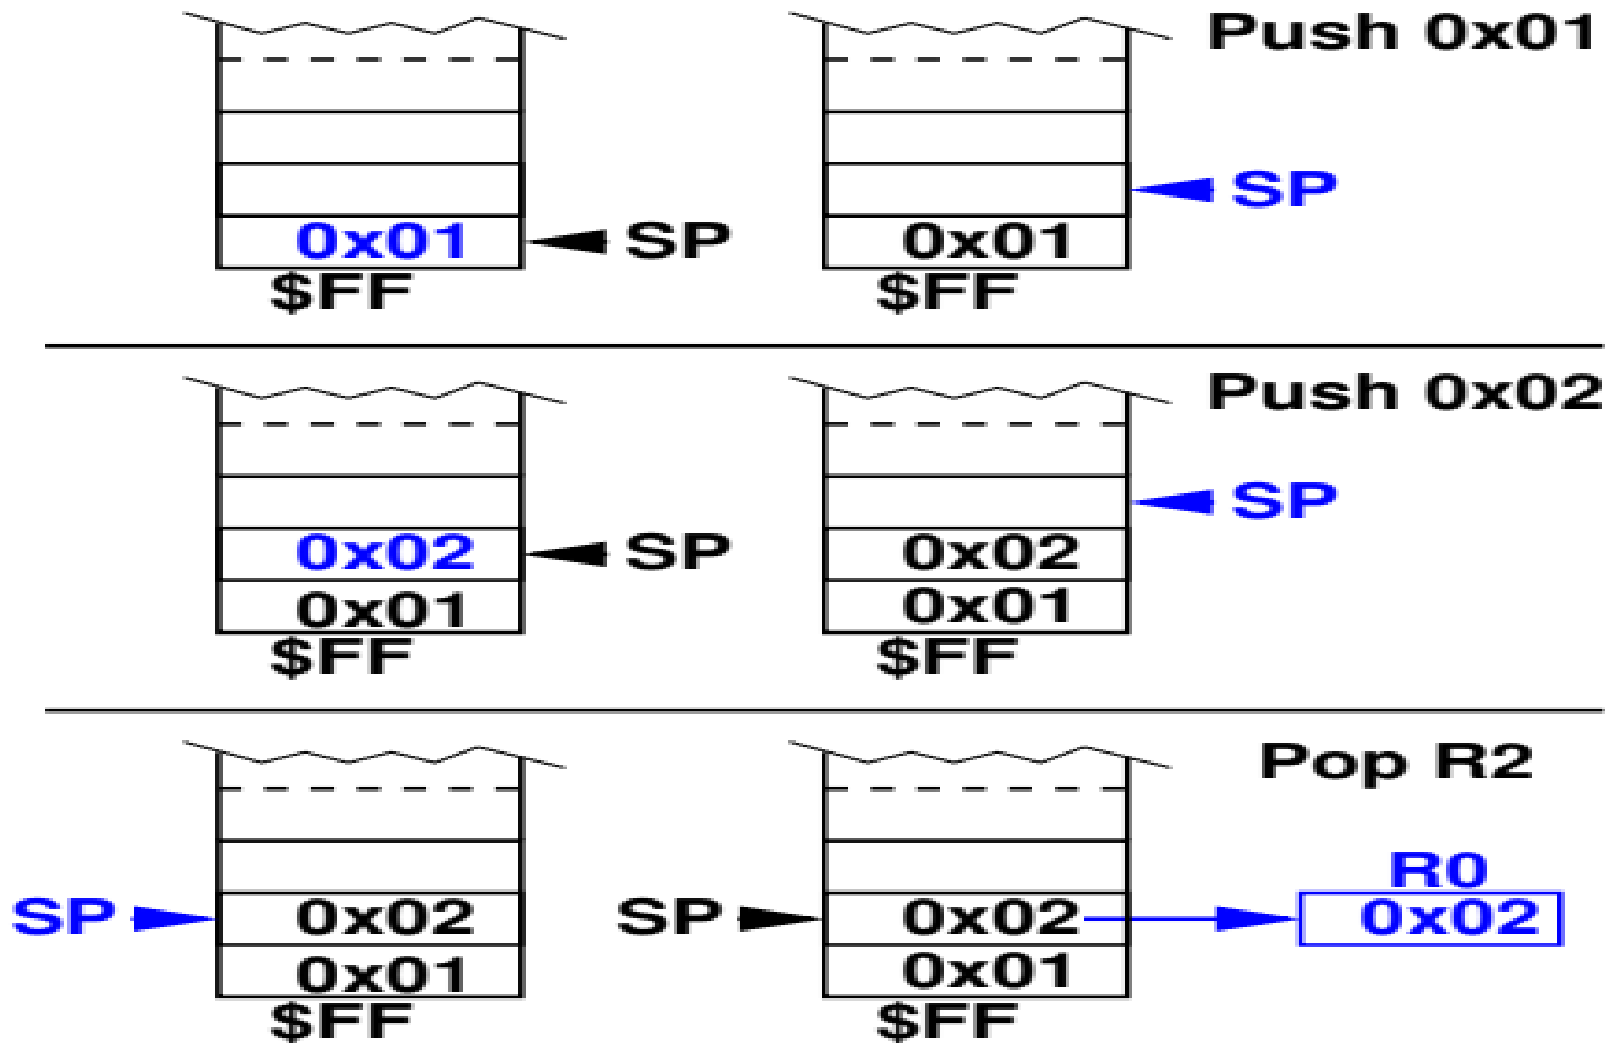 Push 0x01
0x01 SP 0x01 SP
$FF $FF
Push 0x02
SP
0x02 SP 0x02
0x01 0x01
$FF $FF
Pop R2
R0
SP 0x02 SP 0x02 0x02
0x01 0x01
$FF $FF